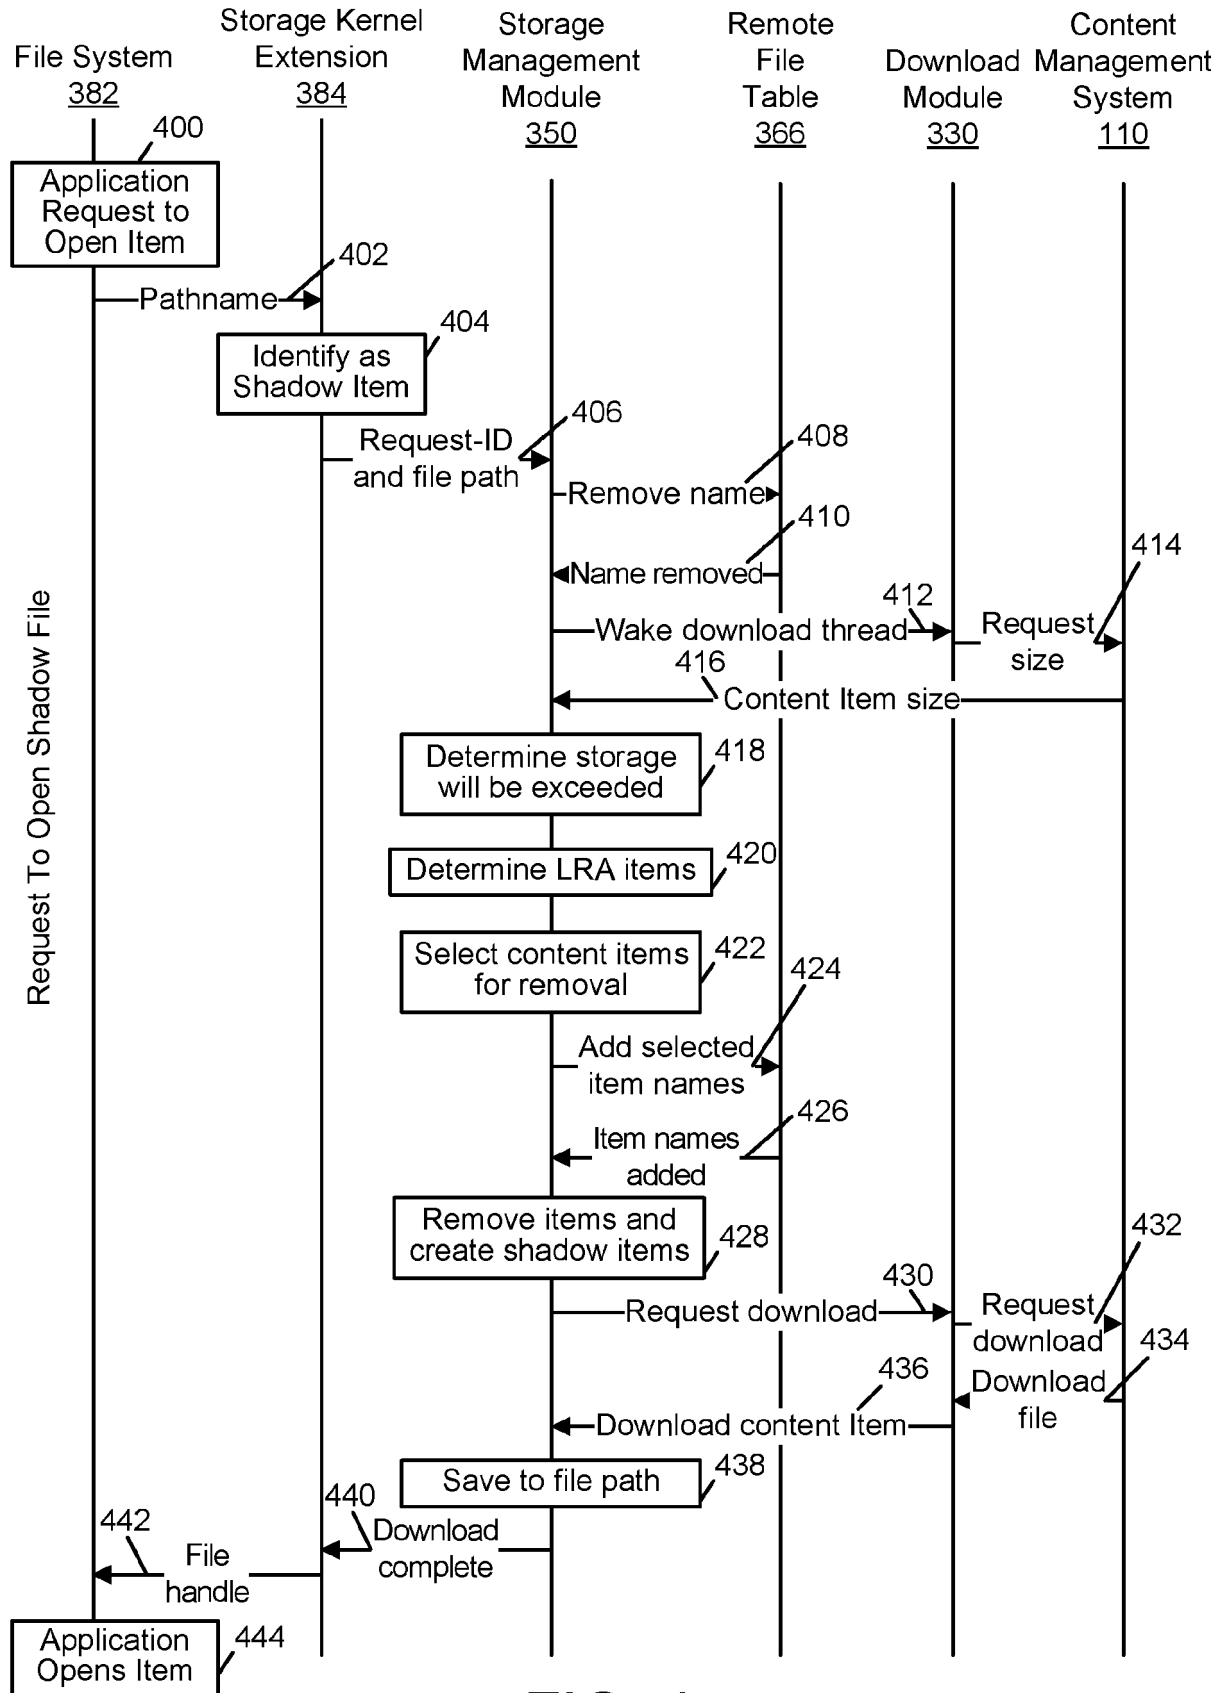 File System
382
Storage Kernel
Extension
384
Storage
Management
Module
350
Remote
File
Table
366
Download
Module
330
Content
Management
System
110
400
Application
Request to
Open Item
402
Pathname
404
Identify as
Shadow Item
406
Request-ID
and file path
408
Remove name
410
Name removed
412
Wake download thread
414
Request
size
416
Content Item size
Request To Open Shadow File
Determine storage
will be exceeded
418
Determine LRA items
420
Select content items
for removal
422
424
Add selected
item names
426
Item names
added
Remove items and
create shadow items
428
430
Request download
432
Request
download
434
Download
file
436
Download content Item
Save to file path
438
440
Download
complete
442
File
handle
Application
Opens Item
444